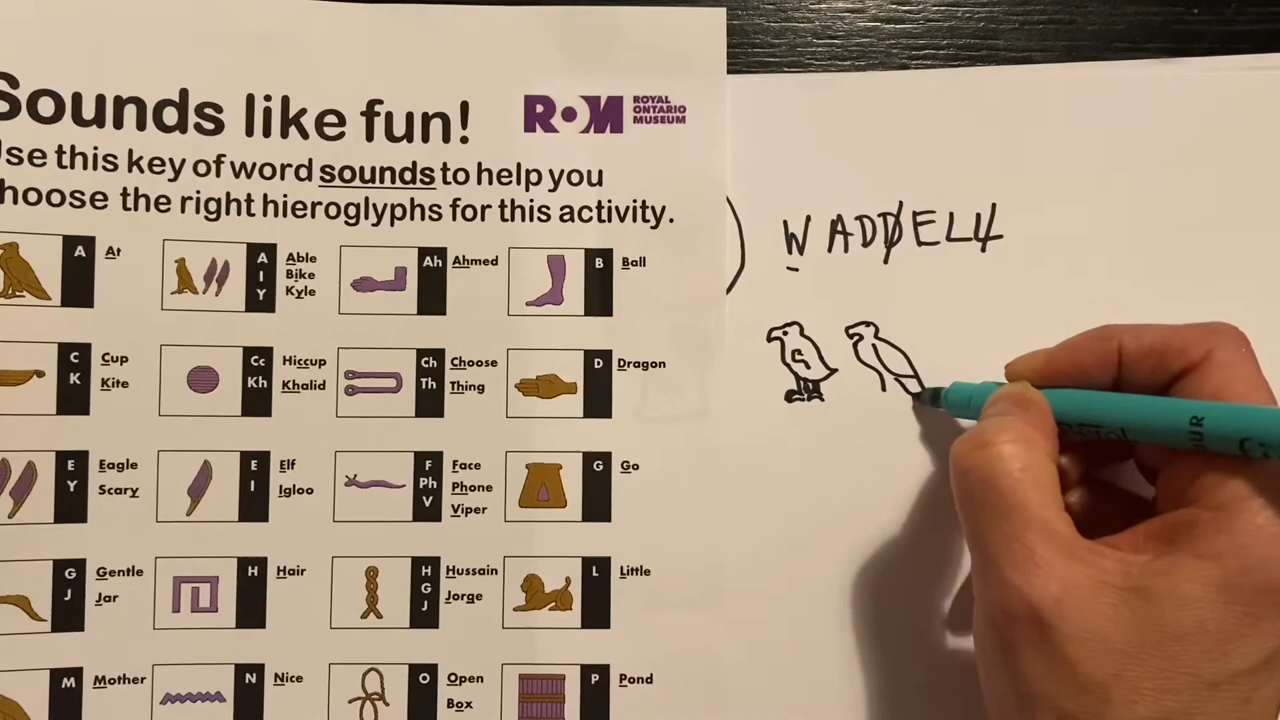 Sounds like fun!
ROM ROYAL
ONTARIO
MUSEUM
Use this key of word sounds to help you
choose the right hieroglyphs for this activity.
A At
A I Y Able Bike Kyle
Ah Ahmed
B Ball
C K Cup Kite
Cc Kh Hiccup Khalid
Ch Th Choose Thing
D Dragon
E Y Eagle Scary
E I Elf Igloo
F Ph V Face Phone Viper
G Go
G J Gentle Jar
H Hair
H G J Hussain Jorge
L Little
M Mother
N Nice
O Open Box
P Pond
WADDELL